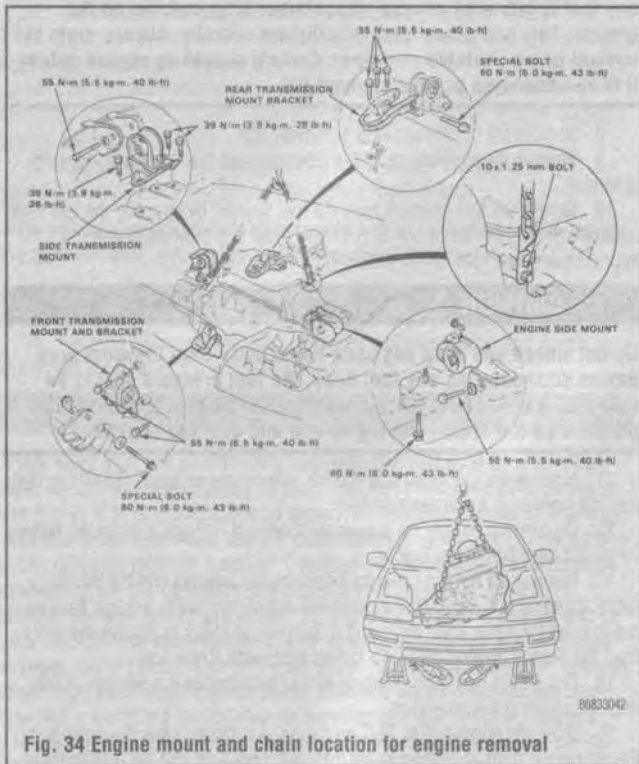 55 N·m (5.5 kg-m, 40 lb-ft)
SPECIAL BOLT
60 N·m (6.0 kg-m, 43 lb-ft)
REAR TRANSMISSION
MOUNT BRACKET
55 N·m (5.5 kg-m, 40 lb-ft)
39 N·m (3.9 kg-m, 28 lb-ft)
39 N·m (3.9 kg-m,
28 lb-ft)
SIDE TRANSMISSION
MOUNT
10 x 1.25 mm BOLT
FRONT TRANSMISSION
MOUNT AND BRACKET
55 N·m (5.5 kg-m, 40 lb-ft)
SPECIAL BOLT
60 N·m (6.0 kg-m, 43 lb-ft)
ENGINE SIDE MOUNT
55 N·m (5.5 kg-m, 40 lb-ft)
60 N·m (6.0 kg-m, 43 lb-ft)
86833042
Fig. 34 Engine mount and chain location for engine removal